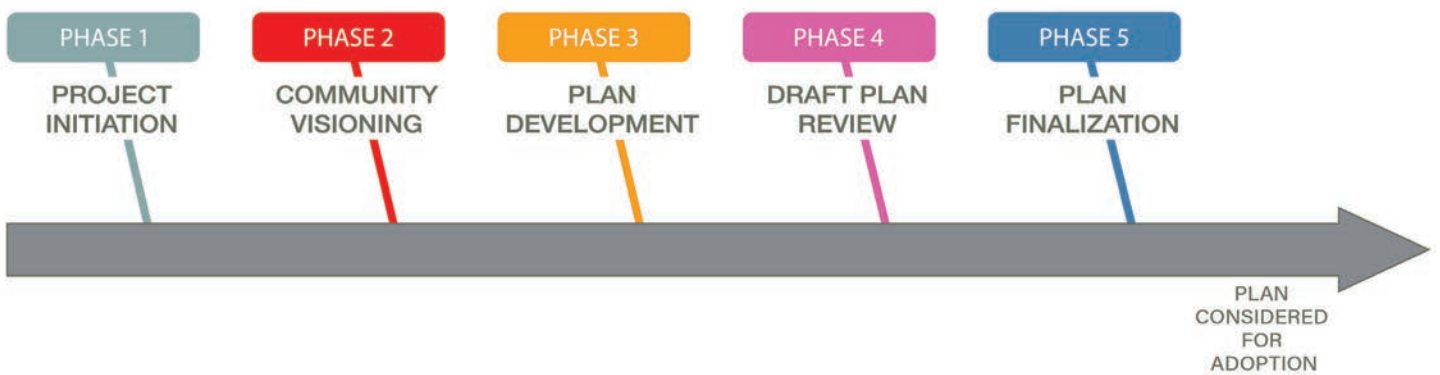 PHASE 1
PROJECT
INITIATION
PHASE 2
COMMUNITY
VISIONING
PHASE 3
PLAN
DEVELOPMENT
PHASE 4
DRAFT PLAN
REVIEW
PHASE 5
PLAN
FINALIZATION
PLAN
CONSIDERED
FOR
ADOPTION